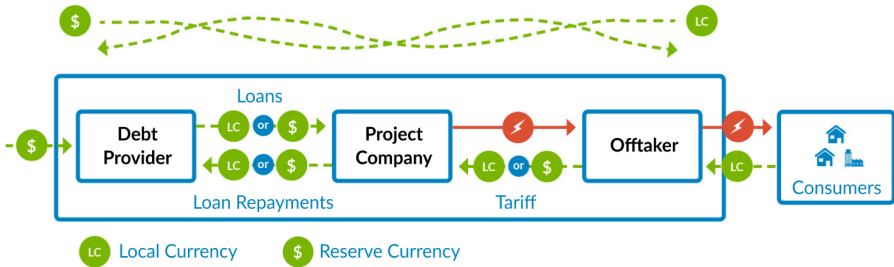 $
LC
Loans
LC or $
$
Debt
Provider
Project
Company
Offtaker
LC or $
LC or $
LC
Consumers
Loan Repayments
Tariff
LC Local Currency
$ Reserve Currency